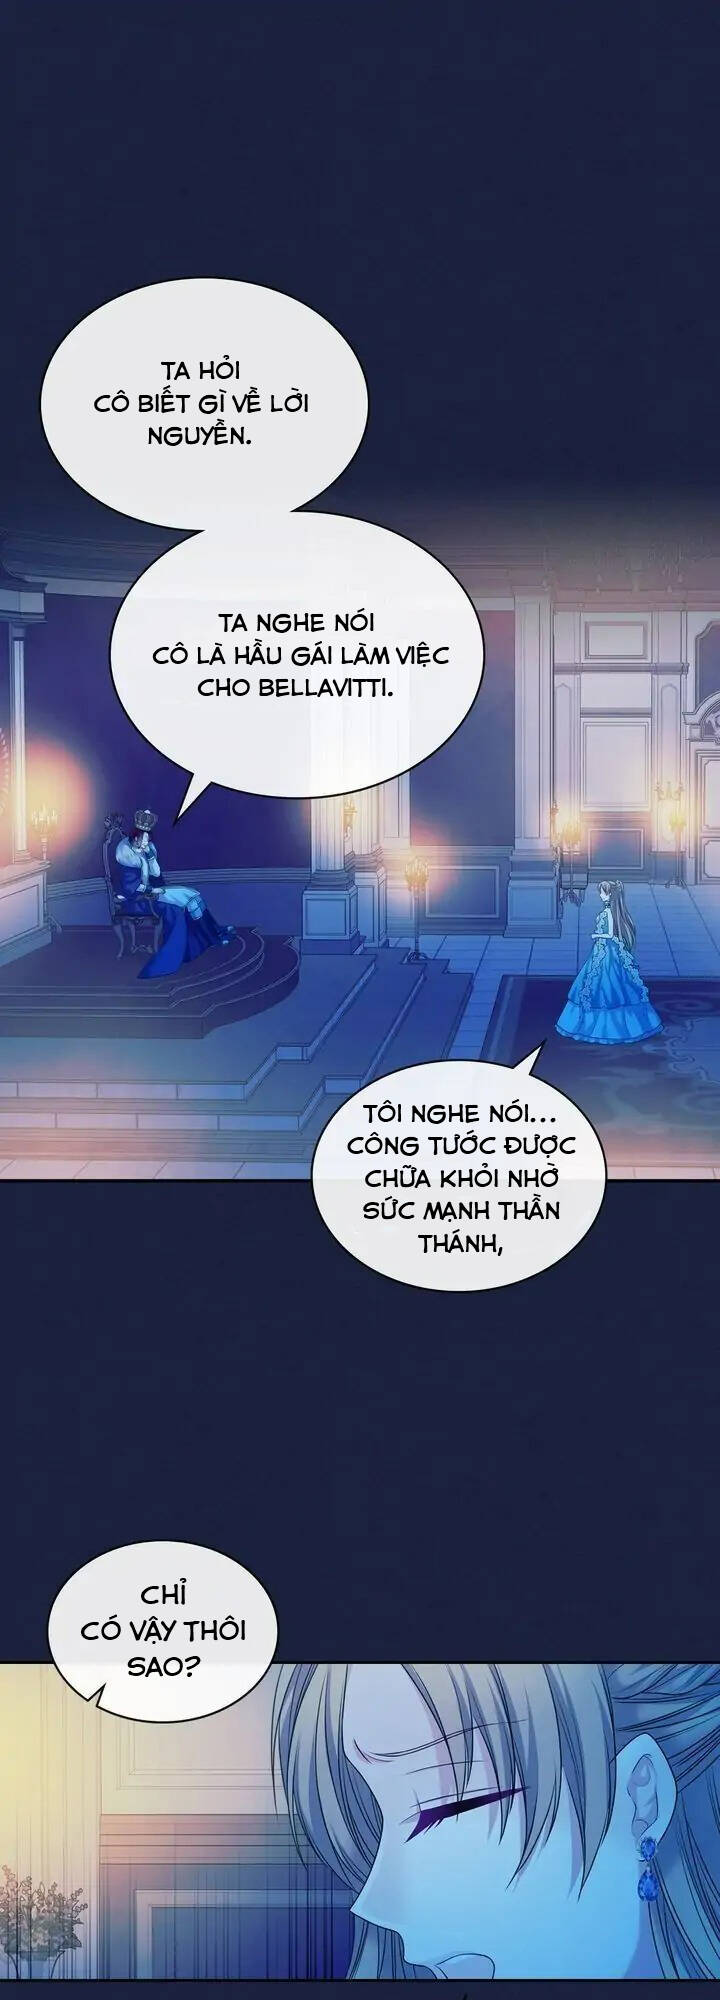 TA HỎI
CÔ BIẾT GÌ VỀ LỜI
NGUYỀN.
TA NGHE NÓI
CÔ LÀ HẦU GÁI LÀM VIỆC
CHO BELLAVITTI.
TÔI NGHE NÓI...
CÔNG TƯỚC ĐƯỢC
CHỮA KHỎI NHỜ
SỨC MẠNH THẦN
THÁNH,
CHỈ
CÓ VẬY THÔI
SAO?